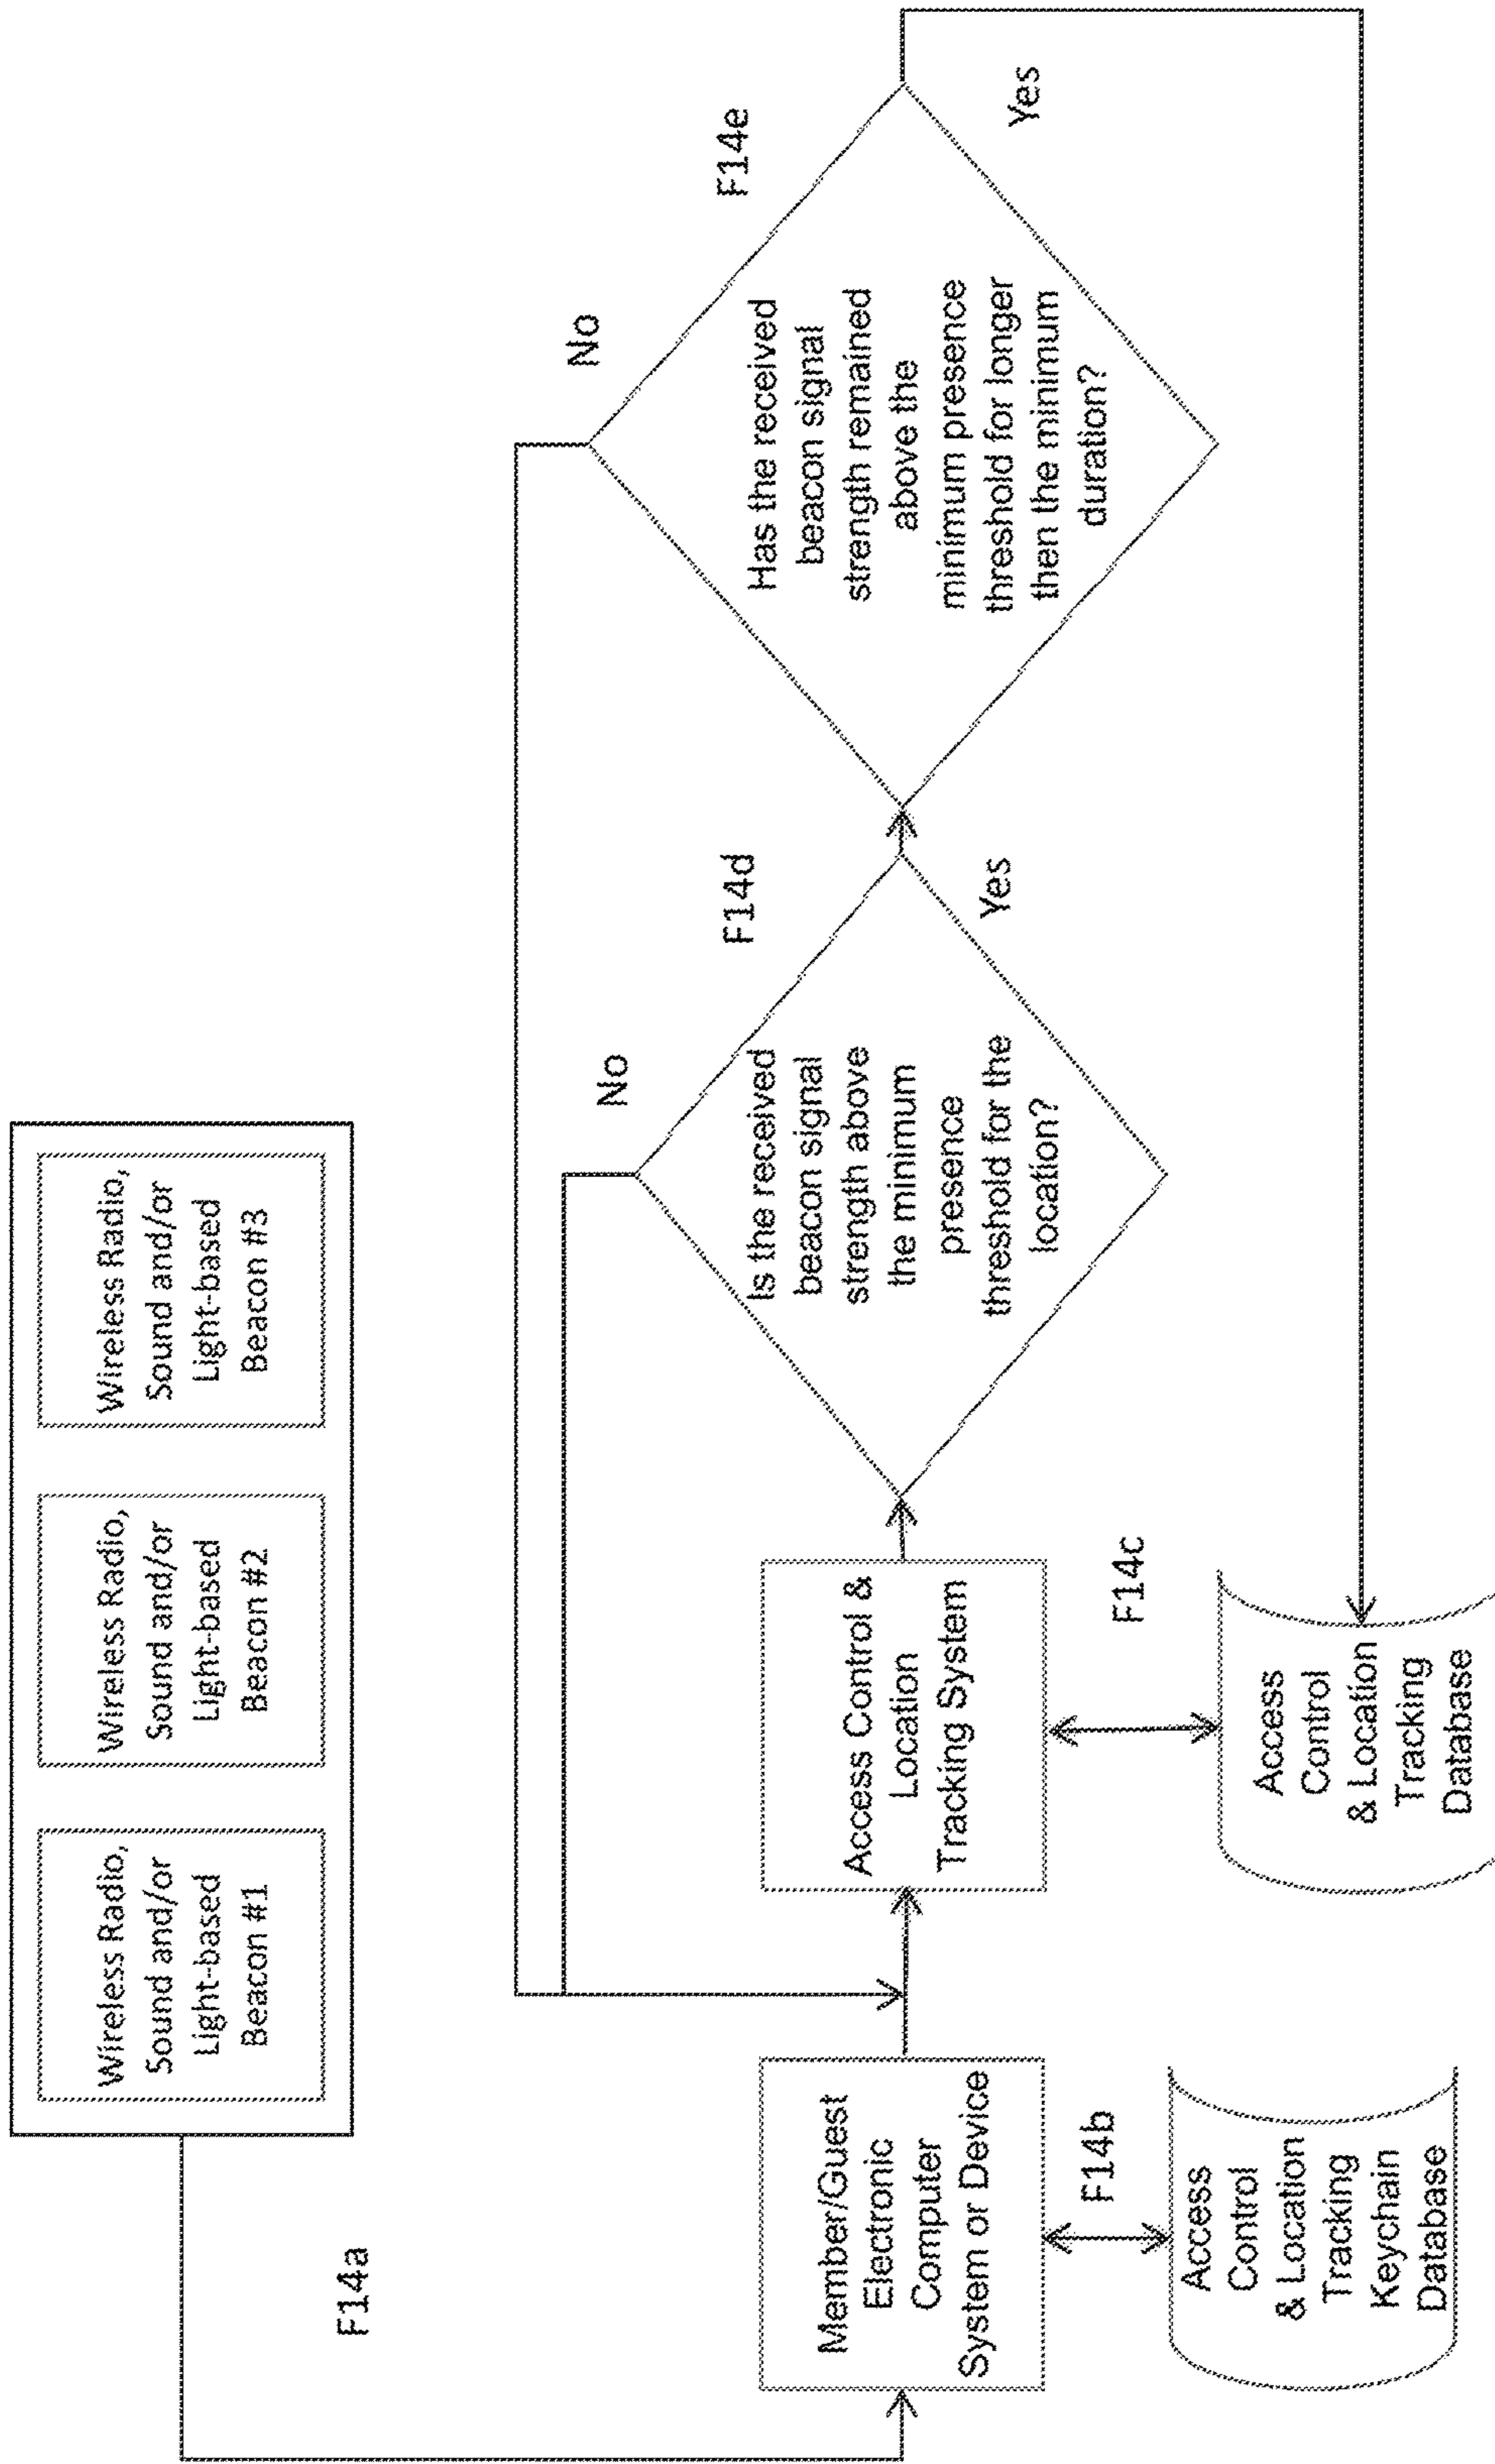 Wireless Radio,
Sound and/or
Light-based
Beacon #1
Wireless Radio,
Sound and/or
Light-based
Beacon #2
Wireless Radio,
Sound and/or
Light-based
Beacon #3
F14a
Member/Guest
Electronic
Computer
System or Device
F14b
Access
Control
& Location
Tracking
Keychain
Database
Access Control &
Location
Tracking System
F14c
Access
Control
& Location
Tracking
Database
No
F14d
Is the received
beacon signal
strength above
the minimum
presence
threshold for the
location?
Yes
No
F14e
Has the received
beacon signal
strength remained
above the
minimum presence
threshold for longer
then the minimum
duration?
Yes